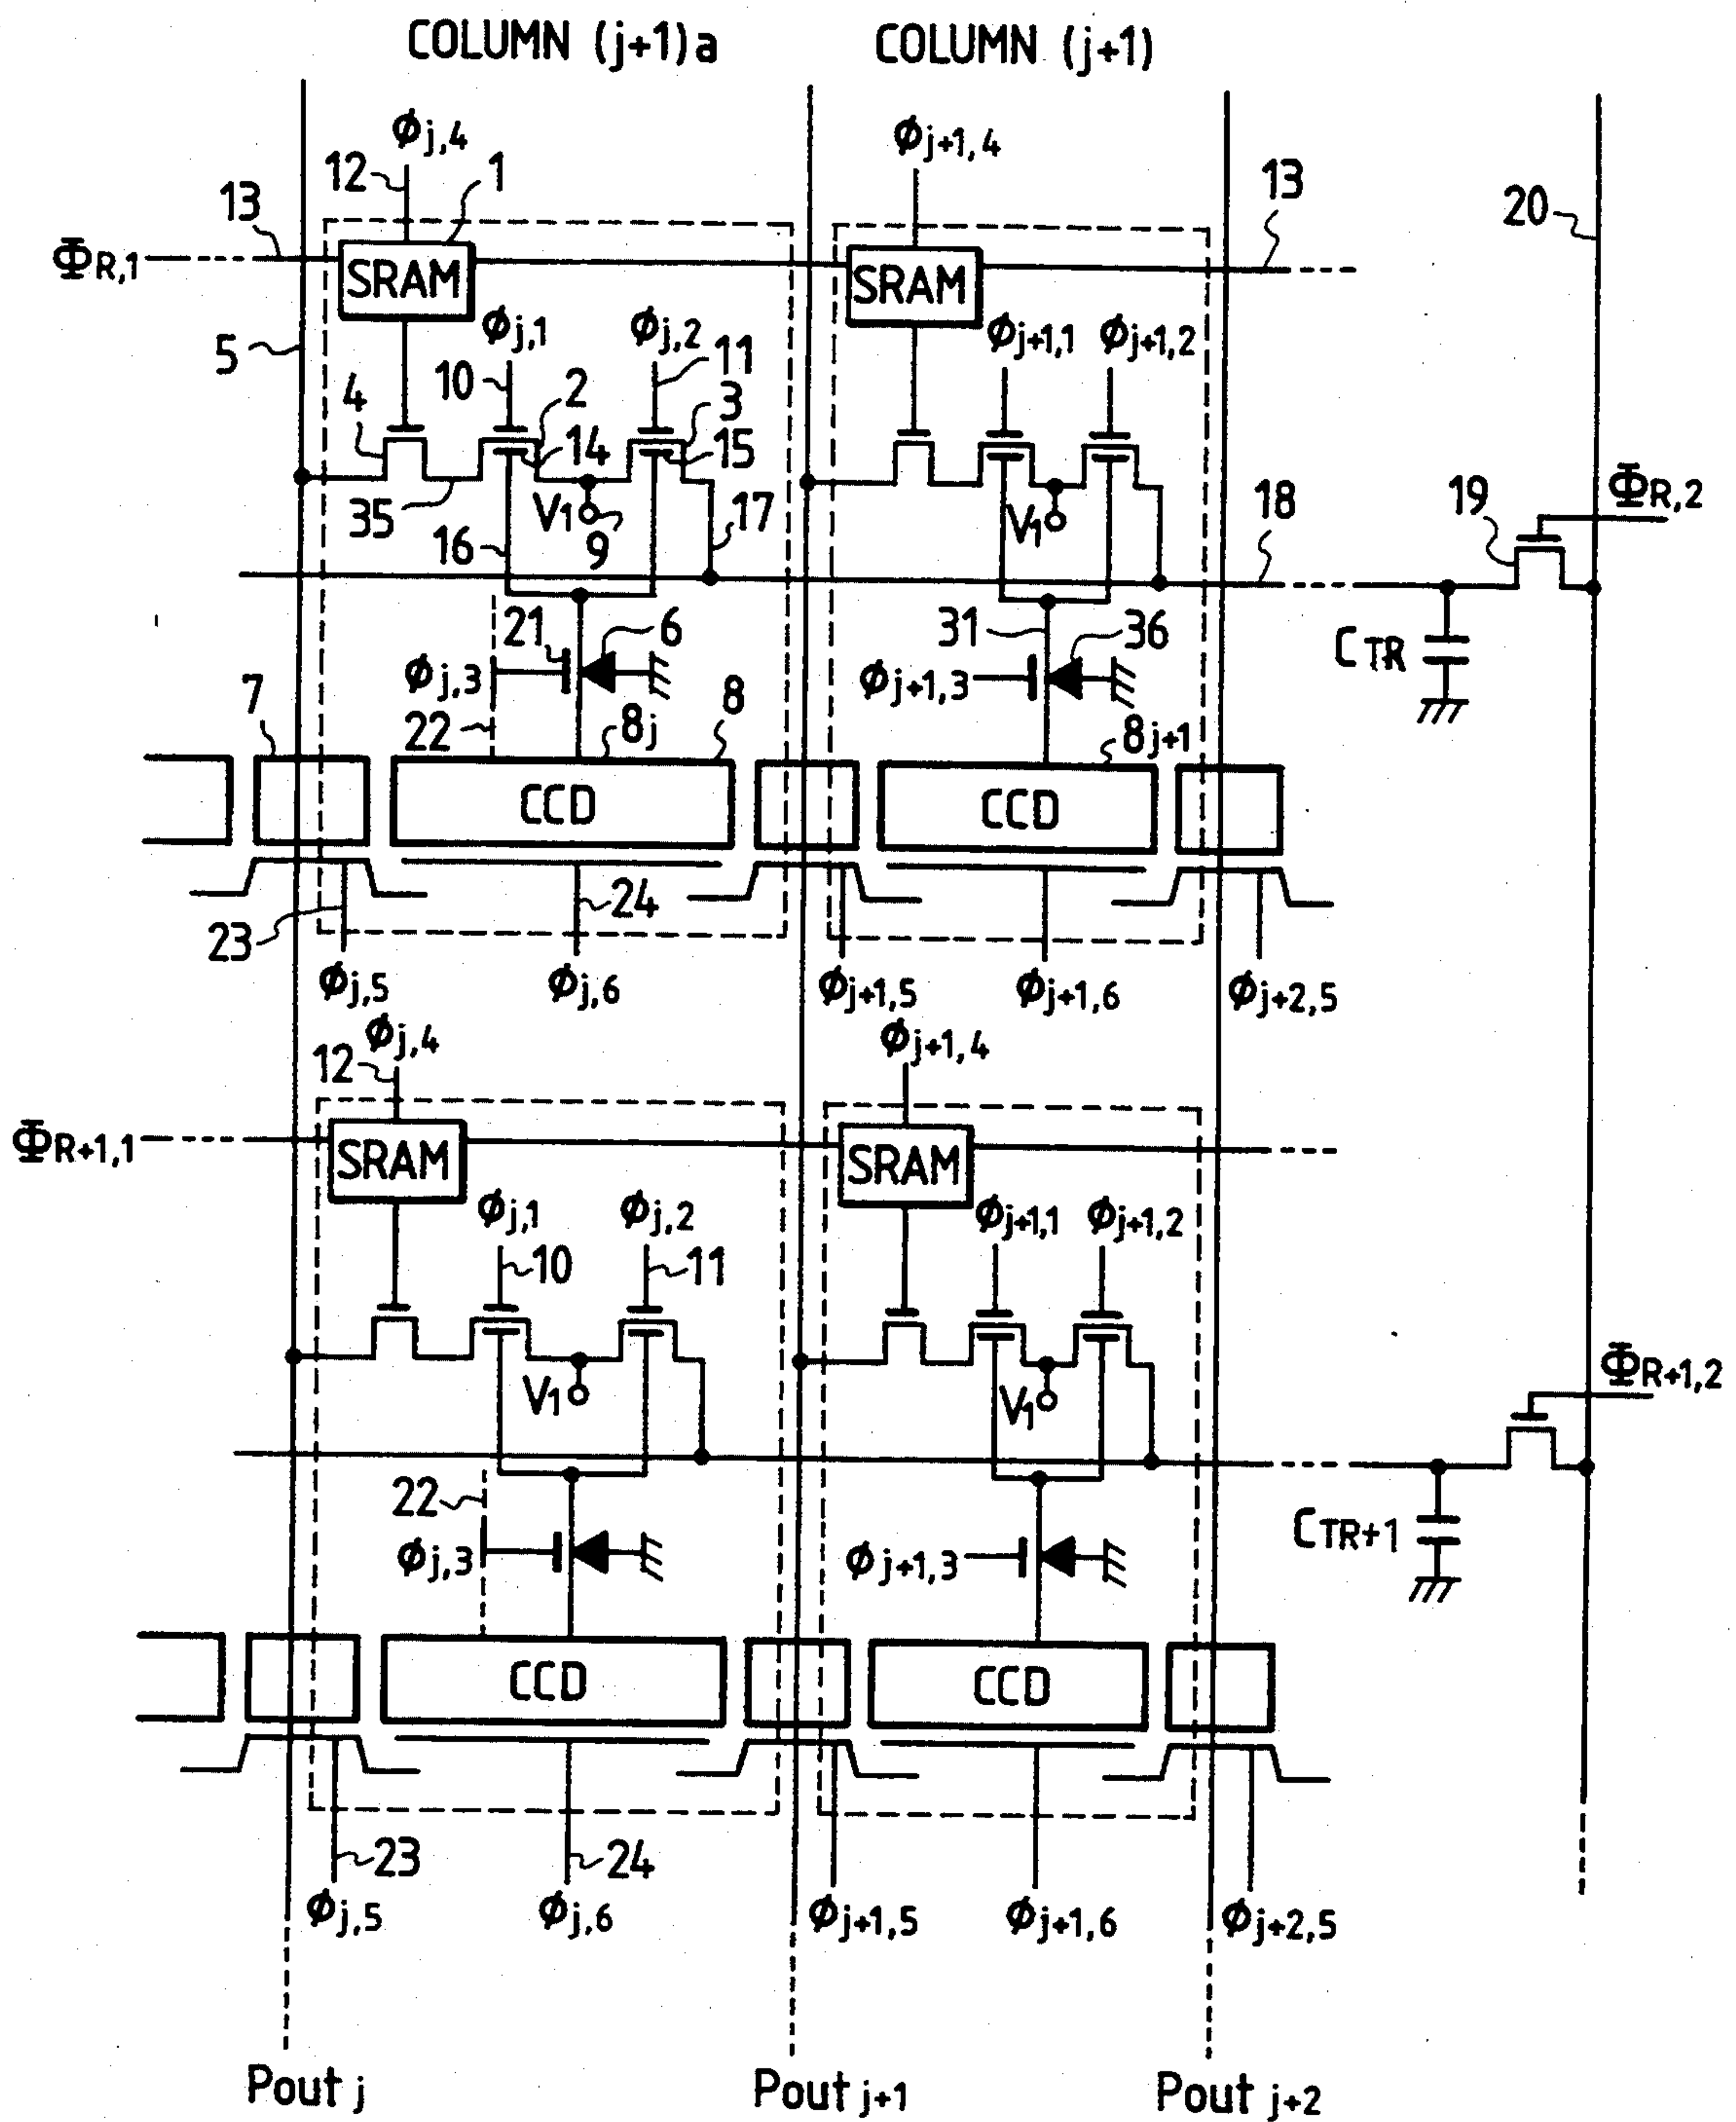 COLUMN (j+1)a COLUMN (j+1)
ϕj,4 ϕj+1,4
12 1 13
13 20
ΦR,1 SRAM SRAM
ϕj,1 ϕj,2 ϕj+1,1 ϕj+1,2
5 10 11
4 2 3
14 15
35 V1 9 17 V1 18 19 ΦR,2
16
21 6 31 36 CTR
ϕj,3 ϕj+1,3
7 22 8j 8 8j+1
CCD CCD
23 24
ϕj,5 ϕj,6 ϕj+1,5 ϕj+1,6 ϕj+2,5
ϕj,4 ϕj+1,4
12
ΦR+1,1 SRAM SRAM
ϕj,1 ϕj,2 ϕj+1,1 ϕj+1,2
10 11
V1 V1 ΦR+1,2
22 CTR+1
ϕj,3 ϕj+1,3
CCD CCD
23 24
ϕj,5 ϕj,6 ϕj+1,5 ϕj+1,6 ϕj+2,5
Pout j Pout j+1 Pout j+2